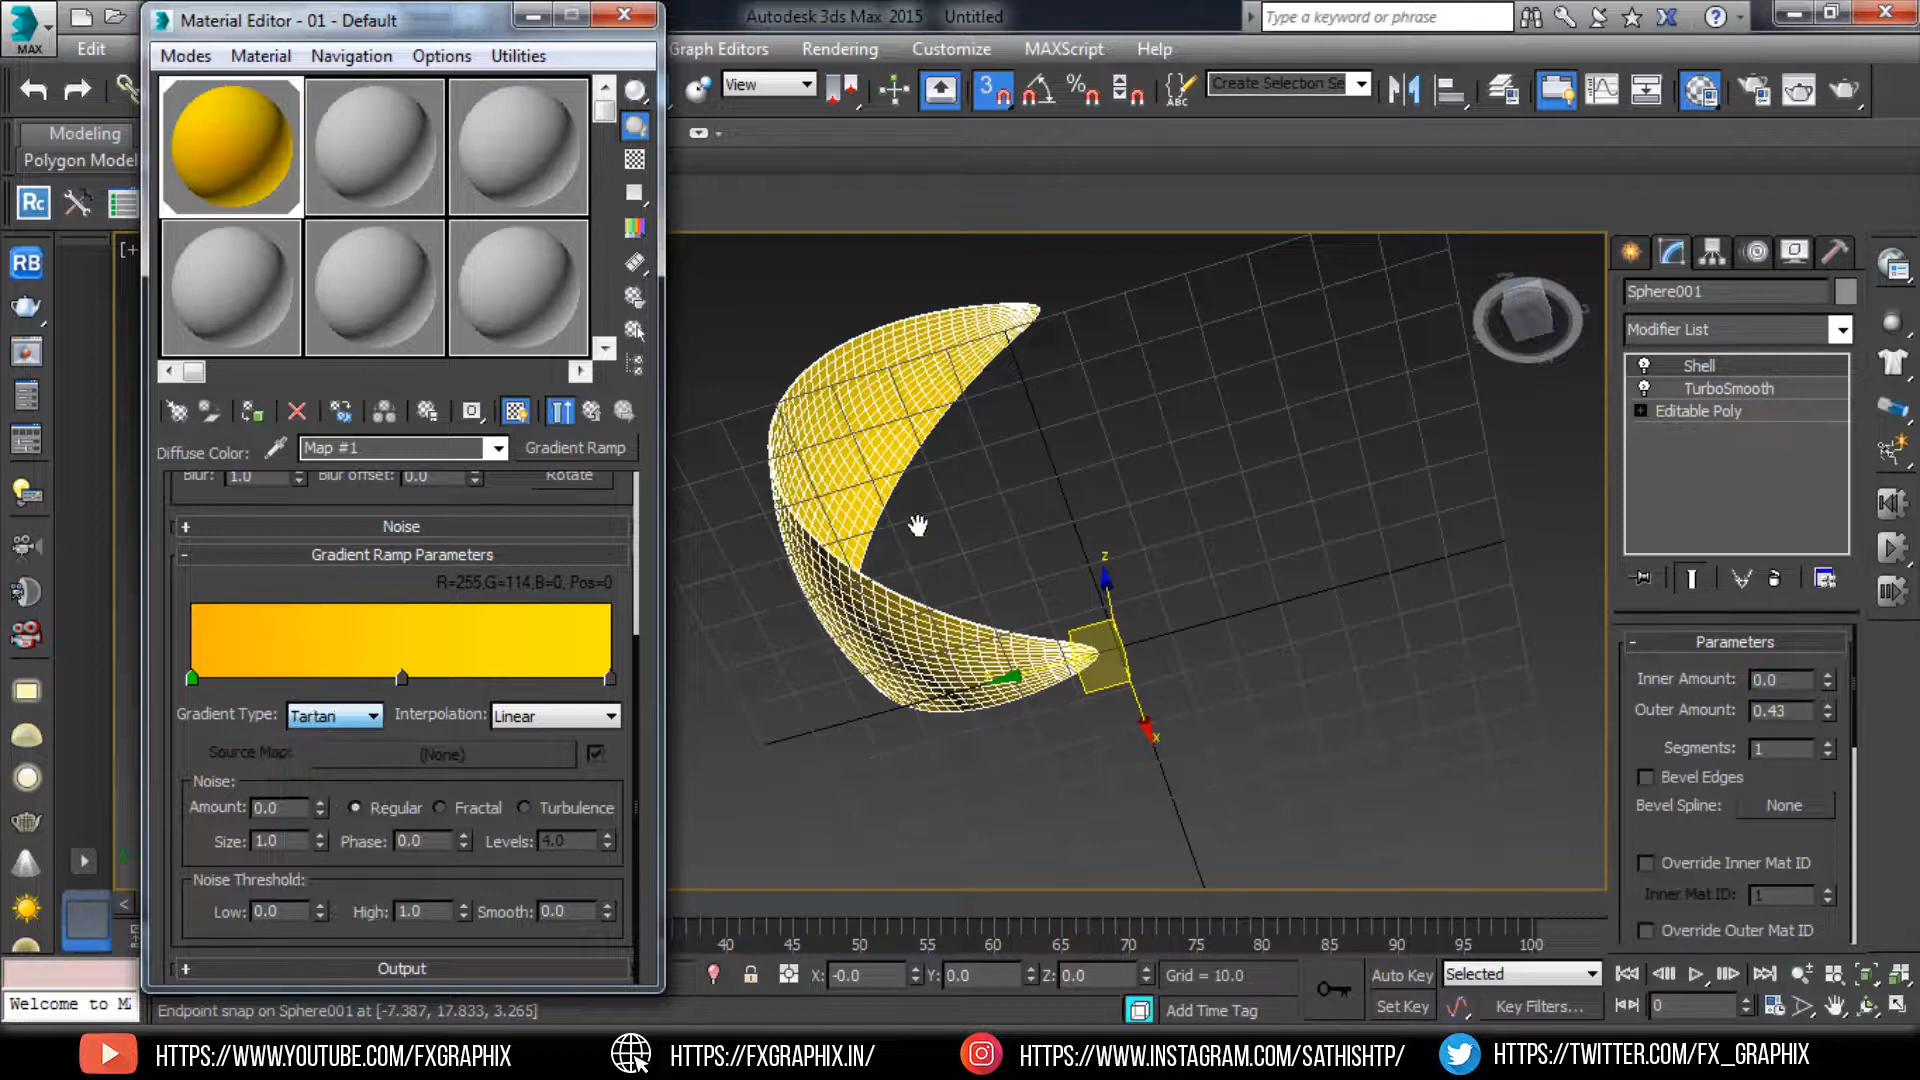 Material Editor - 01 - Default
Autodesk 3ds Max 2015 Untitled
Type a keyword or phrase
MAX
Edit
Modes Material Navigation Options Utilities
Graph Editors Rendering Customize MAXScript Help
View
3
ABC
Create Selection Se
Modeling
Polygon Model
Rc
RB
[+
Sphere001
Modifier List
Shell
TurboSmooth
Editable Poly
Diffuse Color: Map #1 Gradient Ramp
Blur: 1.0 Blur offset: 0.0 Rotate
+ Noise
- Gradient Ramp Parameters
R=255,G=114,B=0, Pos=0
Gradient Type: Tartan Interpolation: Linear
Source Map: (None)
Noise:
Amount: 0.0 Regular Fractal Turbulence
Size: 1.0 Phase: 0.0 Levels: 4.0
Noise Threshold:
Low: 0.0 High: 1.0 Smooth: 0.0
+ Output
z
x
- Parameters
Inner Amount: 0.0
Outer Amount: 0.43
Segments: 1
Bevel Edges
Bevel Spline: None
Override Inner Mat ID
Inner Mat ID: 1
Override Outer Mat ID
40 45 50 55 60 65 70 75 80 85 90 95 100
X: -0.0 Y: 0.0 Z: 0.0 Grid = 10.0 Auto Key Selected
Welcome to M
Endpoint snap on Sphere001 at [-7.387, 17.833, 3.265]
Add Time Tag Set Key Key Filters... 0
HTTPS://WWW.YOUTUBE.COM/FXGRAPHIX HTTPS://FXGRAPHIX.IN/ HTTPS://WWW.INSTAGRAM.COM/SATHISHTP/ HTTPS://TWITTER.COM/FX_GRAPHIX